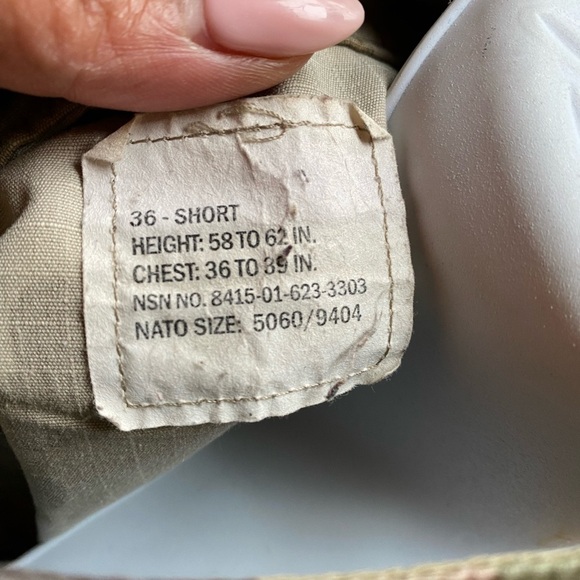 36 - SHORT
HEIGHT: 58 TO 62 IN.
CHEST: 36 TO 39 IN.
NSN NO. 8415-01-623-3303
NATO SIZE: 5060/9404